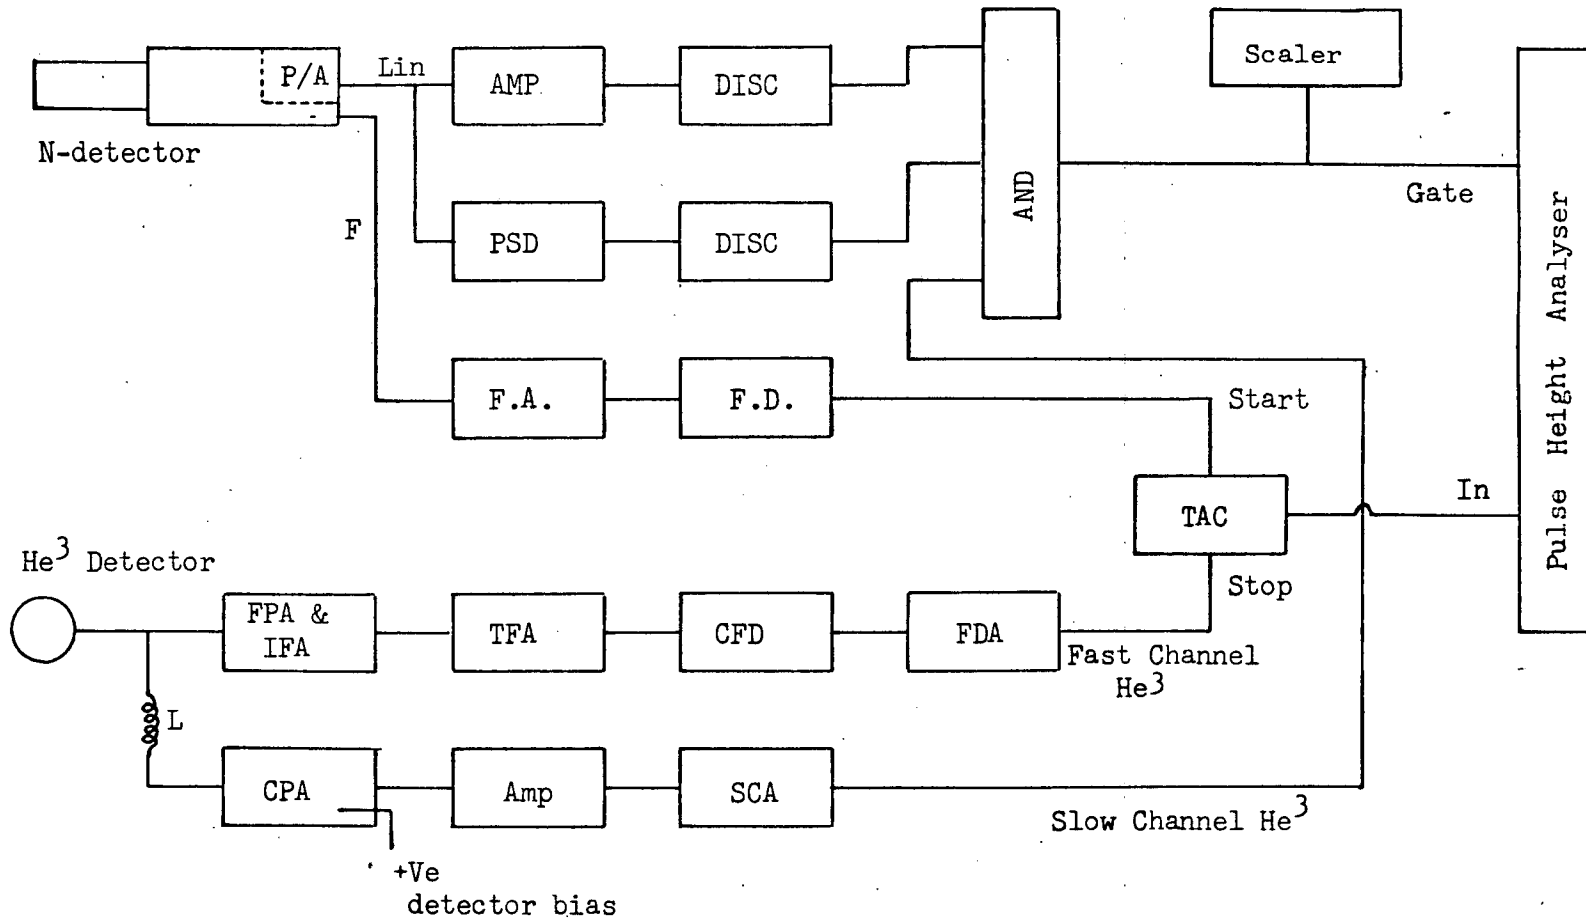 P/A
Lin
AMP
DISC
Scaler
N-detector
AND
Gate
F
PSD
DISC
F.A.
F.D.
Start
TAC
In
Pulse Height Analyser
Stop
He³ Detector
FPA &
IFA
TFA
CFD
FDA
Fast Channel
He³
L
CPA
Amp
SCA
Slow Channel He³
+Ve
detector bias